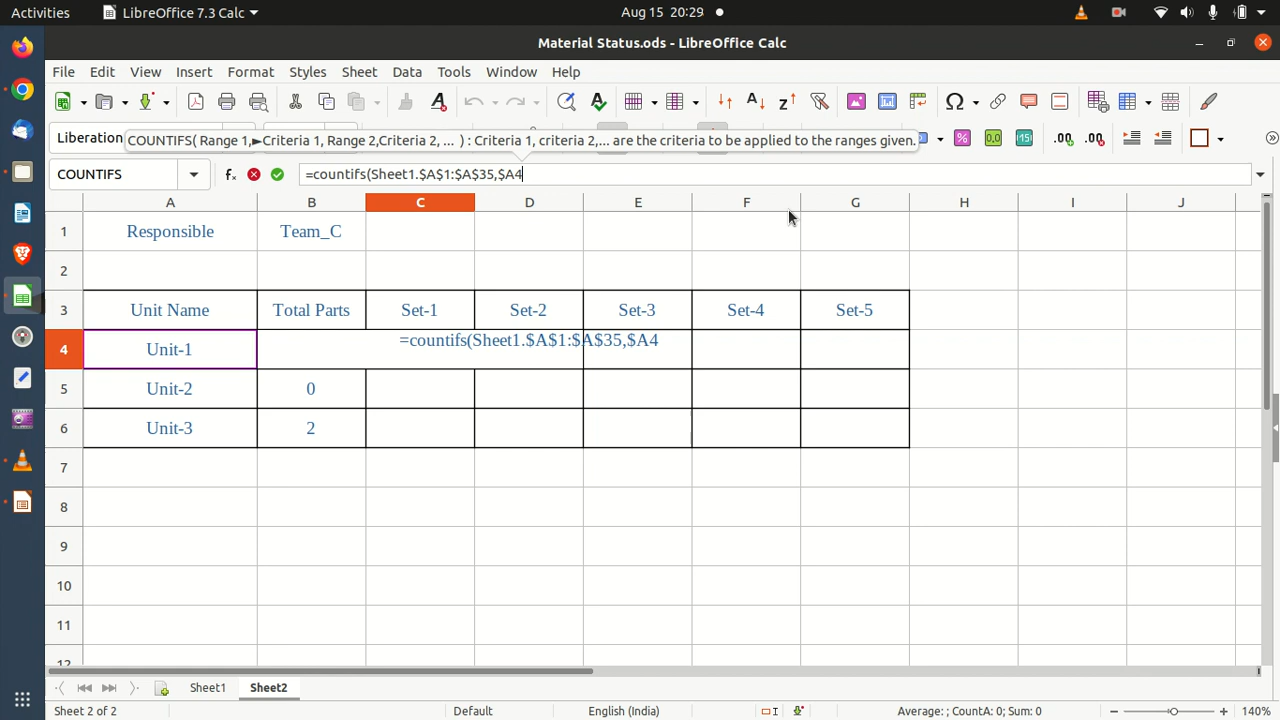 Activities LibreOffice 7.3 Calc Aug 15 20:29
Material Status.ods - LibreOffice Calc
File Edit View Insert Format Styles Sheet Data Tools Window Help
Liberation COUNTIFS( Range 1,►Criteria 1, Range 2,Criteria 2, ... ) : Criteria 1, criteria 2,... are the criteria to be applied to the ranges given.
COUNTIFS =countifs(Sheet1.$A$1:$A$35,$A4
A B C D E F G H I J
1 Responsible Team_C
2
3 Unit Name Total Parts Set-1 Set-2 Set-3 Set-4 Set-5
4 Unit-1 =countifs(Sheet1.$A$1:$A$35,$A4
5 Unit-2 0
6 Unit-3 2
7
8
9
10
11
12
Sheet1 Sheet2
Sheet 2 of 2 Default English (India) Average: ; CountA: 0; Sum: 0 140%